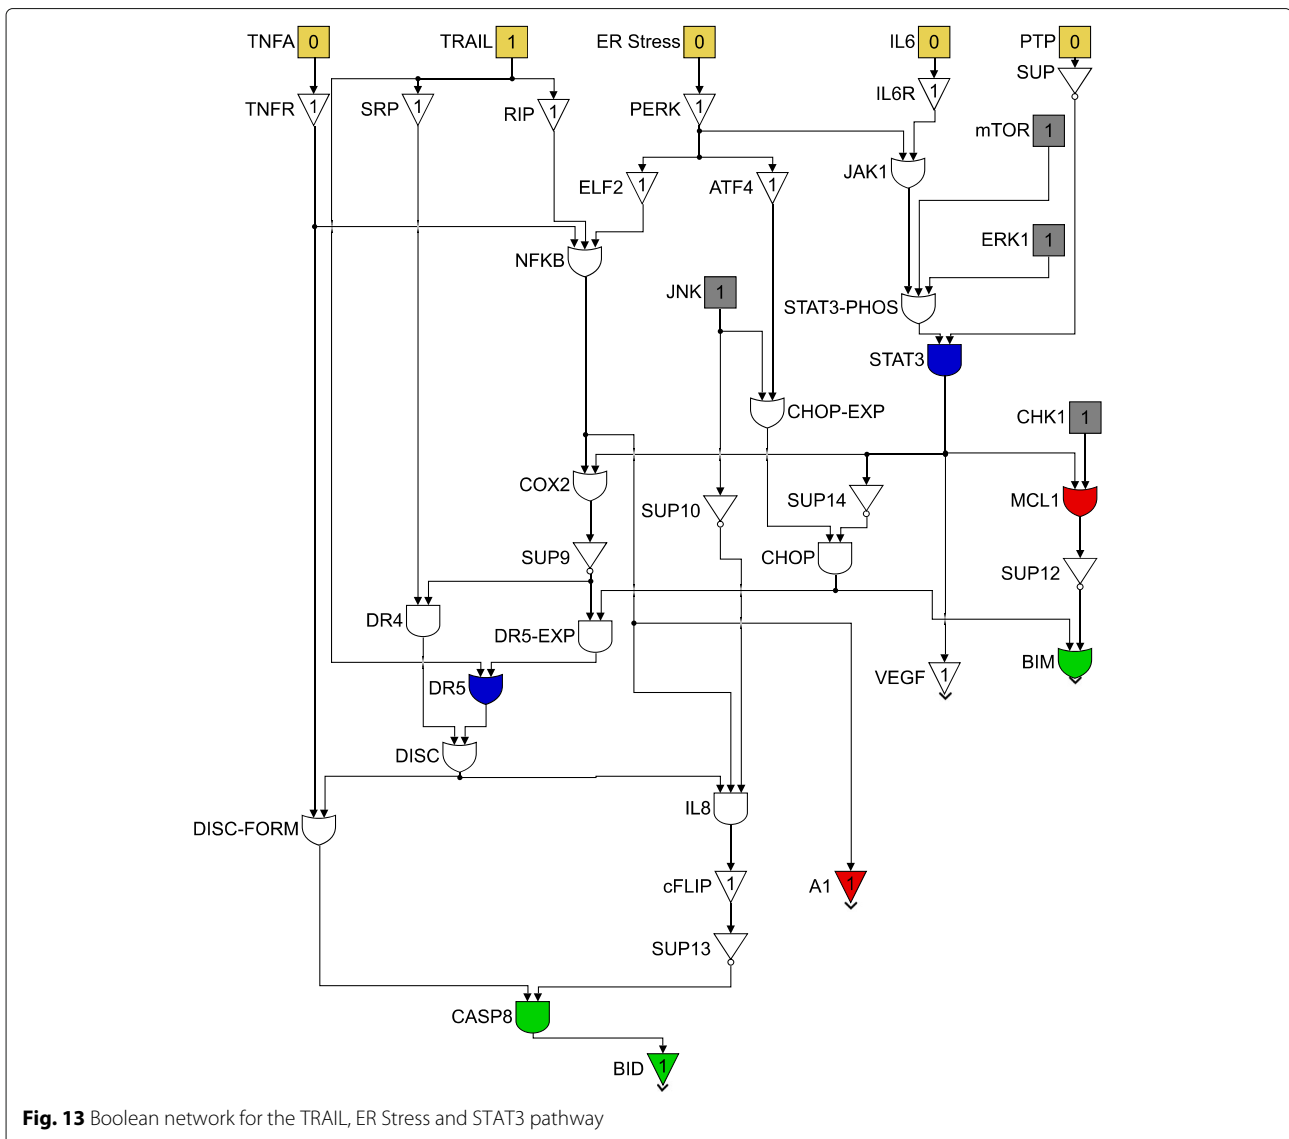 TNFA 0 TRAIL 1 ER Stress 0 IL6 0 PTP 0
SUP
TNFR 1 SRP 1 RIP 1 PERK 1 IL6R 1
mTOR 1
JAK1
ELF2 1 ATF4 1
ERK1 1
NFKB
JNK 1
STAT3-PHOS
STAT3
CHOP-EXP
CHK1 1
COX2
SUP10 SUP14 MCL1
SUP9 CHOP
SUP12
DR4
DR5-EXP
BIM
DR5 VEGF 1
DISC
IL8
DISC-FORM
cFLIP 1 A1 1
SUP13
CASP8
BID 1
Fig. 13 Boolean network for the TRAIL, ER Stress and STAT3 pathway